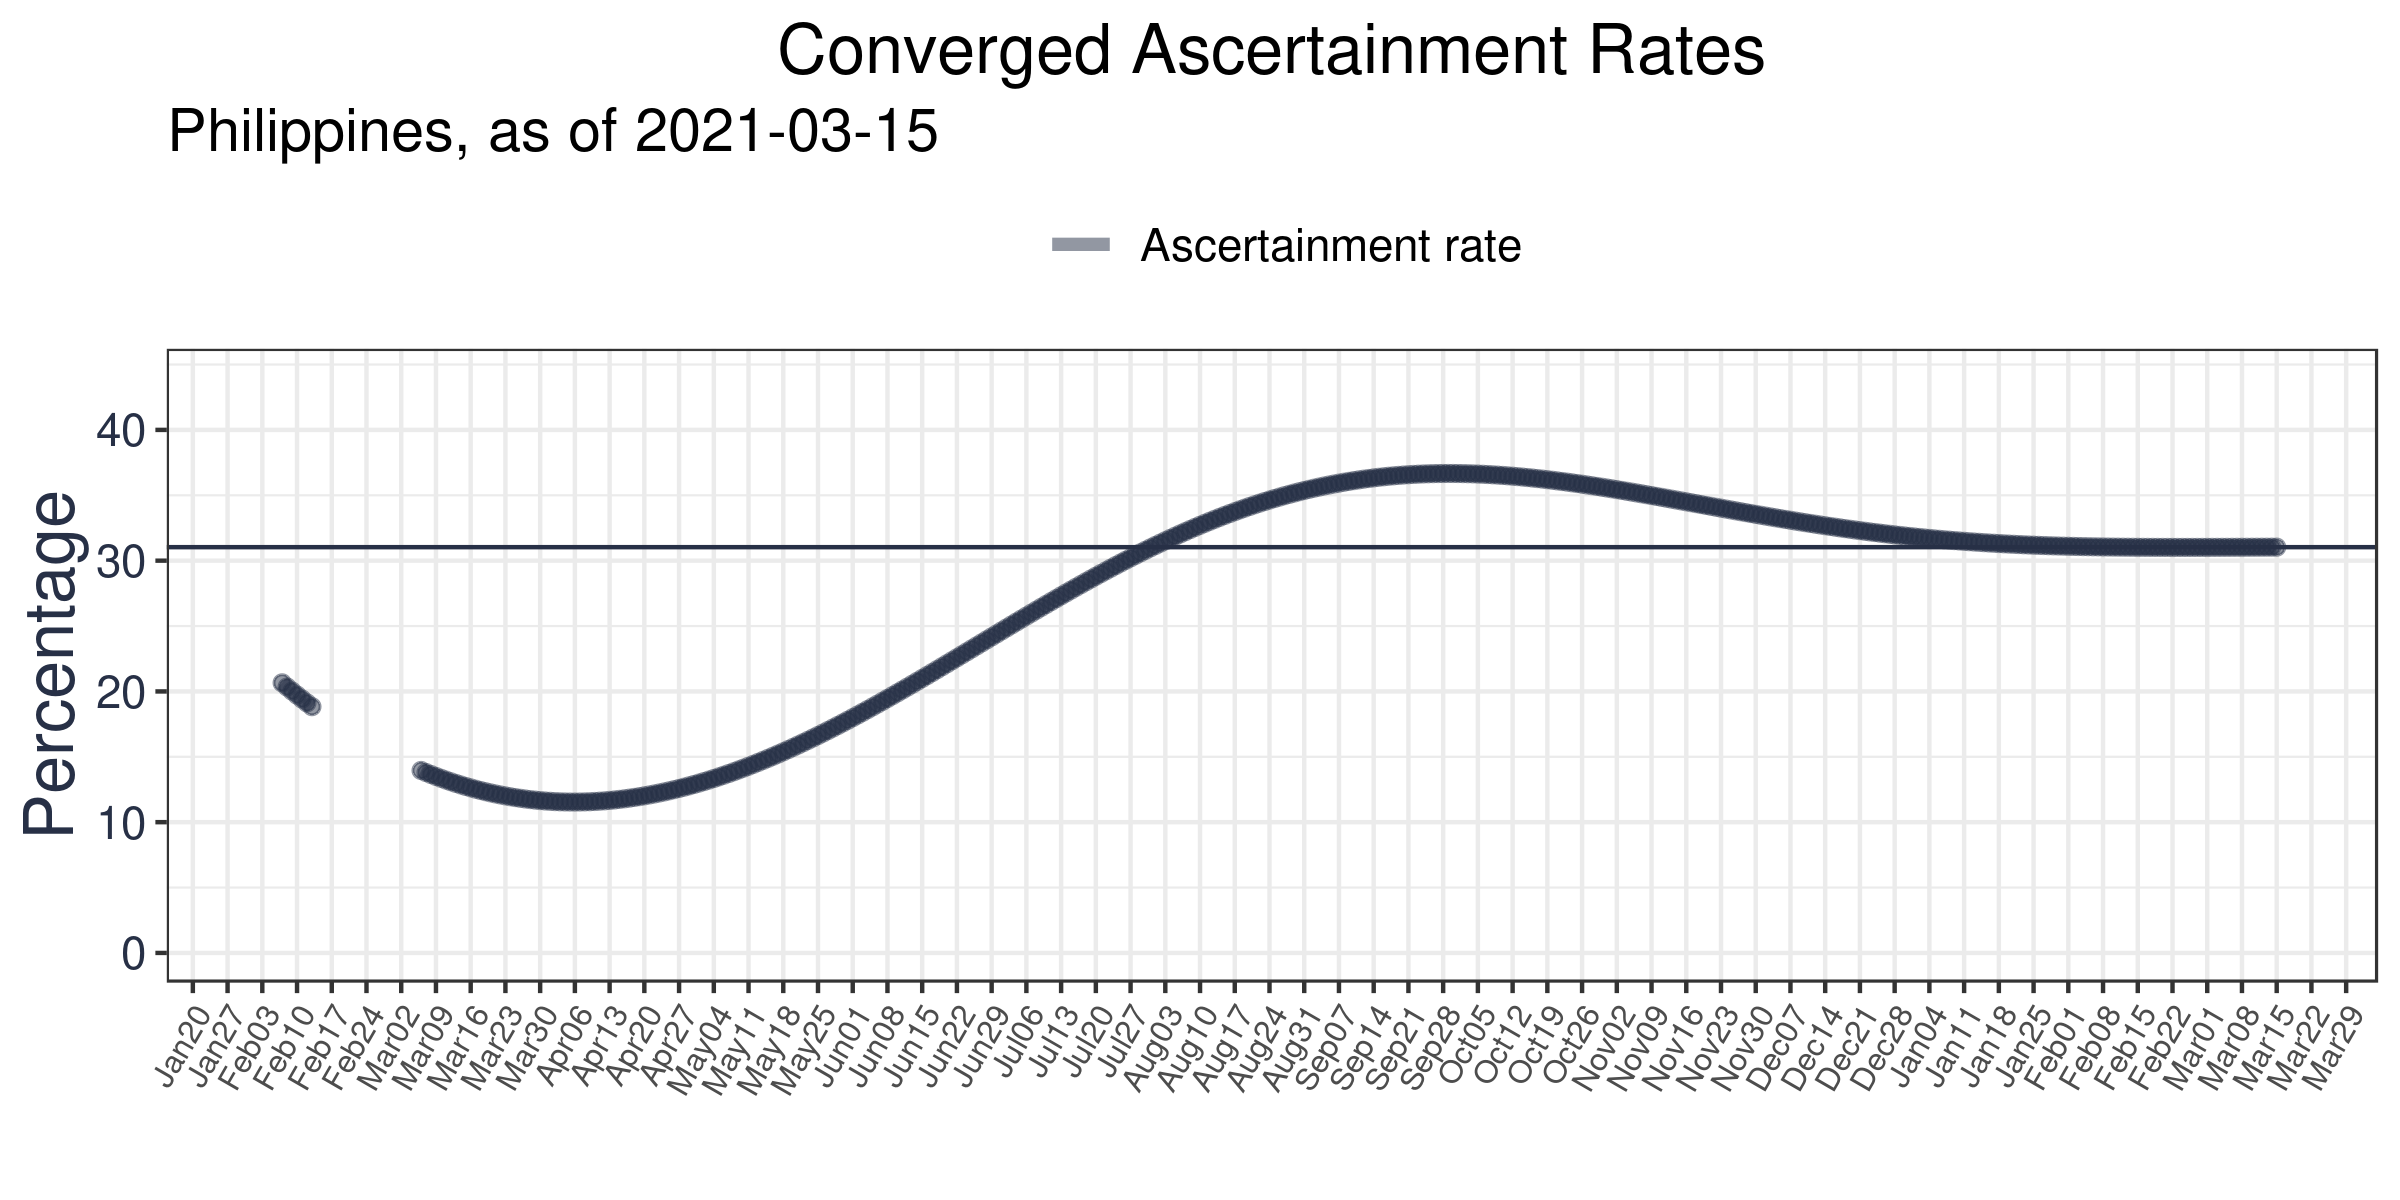 Converged Ascertainment Rates
Philippines, as of 2021-03-15
Ascertainment rate
Percentage
40
30
20
10
0
Jan20 Jan27 Feb03 Feb10 Feb17 Feb24 Mar02 Mar09 Mar16 Mar23 Mar30 Apr06 Apr13 Apr20 Apr27 May04 May11 May18 May25 Jun01 Jun08 Jun15 Jun22 Jun29 Jul06 Jul13 Jul20 Jul27 Aug03 Aug10 Aug17 Aug24 Aug31 Sep07 Sep14 Sep21 Sep28 Oct05 Oct12 Oct19 Oct26 Nov02 Nov09 Nov16 Nov23 Nov30 Dec07 Dec14 Dec21 Dec28 Jan04 Jan11 Jan18 Jan25 Feb01 Feb08 Feb15 Feb22 Mar01 Mar08 Mar15 Mar22 Mar29